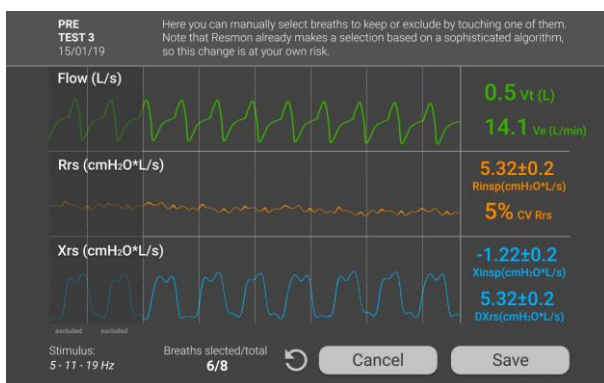 PRE
TEST 3
15/01/19
Here you can manually select breaths to keep or exclude by touching one of them.
Note that Resmon already makes a selection based on a sophisticated algorithm,
so this change is at your own risk.
Flow (L/s)
0.5 Vt (L)
14.1 Ve (L/min)
Rrs (cmH₂O*L/s)
5.32±0.2
Rinsp(cmH₂O*L/s)
5% CV Rrs
Xrs (cmH₂O*L/s)
-1.22±0.2
Xinsp(cmH₂O*L/s)
5.32±0.2
DXrs(cmH₂O*L/s)
excluded excluded
Stimulus:
5 - 11 - 19 Hz
Breaths slected/total
6/8
Cancel
Save